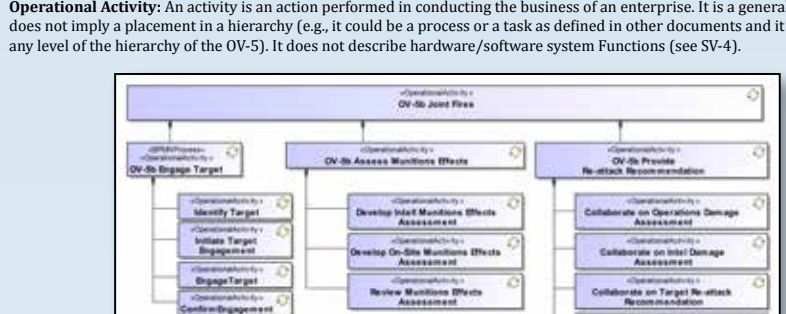 Operational Activity: An activity is an action performed in conducting the business of an enterprise. It is a general
does not imply a placement in a hierarchy (e.g., it could be a process or a task as defined in other documents and it
any level of the hierarchy of the OV-5). It does not describe hardware/software system Functions (see SV-4).
«OperationalActivity»
OV-5b Joint Fires
«BPMNProcess»
«OperationalActivity»
OV-5b Engage Target
«OperationalActivity»
OV-5b Assess Munitions Effects
«OperationalActivity»
OV-5b Provide
Re-attack Recommendation
«OperationalActivity»
Identify Target
«OperationalActivity»
Initiate Target
Engagement
«OperationalActivity»
EngageTarget
«OperationalActivity»
Confirm Engagement
«OperationalActivity»
Develop Intell Munitions Effects
Assessment
«OperationalActivity»
Develop On-Site Munitions Effects
Assessment
«OperationalActivity»
Review Munitions Effects
Assessment
«OperationalActivity»
Collaborate on Operations Damage
Assessment
«OperationalActivity»
Collaborate on Intel Damage
Assessment
«OperationalActivity»
Collaborate on Target Re-attack
Recommendation